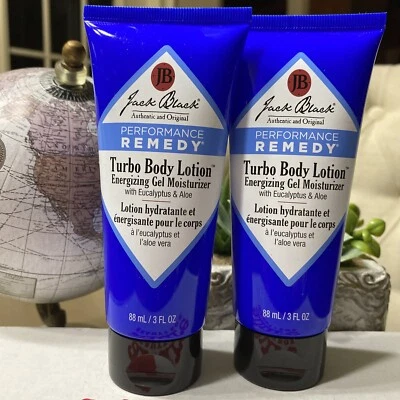 JB
Jack Black®
Authentic and Original
PERFORMANCE
REMEDY®
Turbo Body Lotion™
Energizing Gel Moisturizer
with Eucalyptus & Aloe
Lotion hydratante et
énergisante pour le corps
à l'eucalyptus et
l'aloe vera
88 mL / 3 FL OZ
JB
Jack Black®
Authentic and Original
PERFORMANCE
REMEDY®
Turbo Body Lotion™
Energizing Gel Moisturizer
with Eucalyptus & Aloe
Lotion hydratante et
énergisante pour le corps
à l'eucalyptus et
l'aloe vera
88 mL / 3 FL OZ